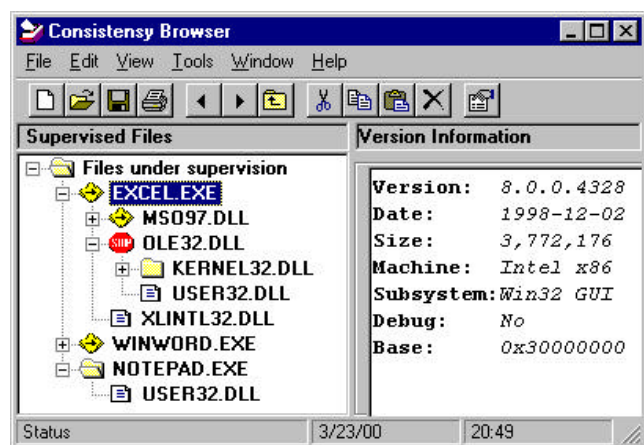 Consistensy Browser
File Edit View Tools Window Help
Supervised Files
Version Information
Files under supervision
EXCEL.EXE
MSO97.DLL
STOP OLE32.DLL
KERNEL32.DLL
USER32.DLL
XLINTL32.DLL
WINWORD.EXE
NOTEPAD.EXE
USER32.DLL
Version: 8.0.0.4328
Date: 1998-12-02
Size: 3,772,176
Machine: Intel x86
Subsystem: Win32 GUI
Debug: No
Base: 0x30000000
Status 3/23/00 20:49